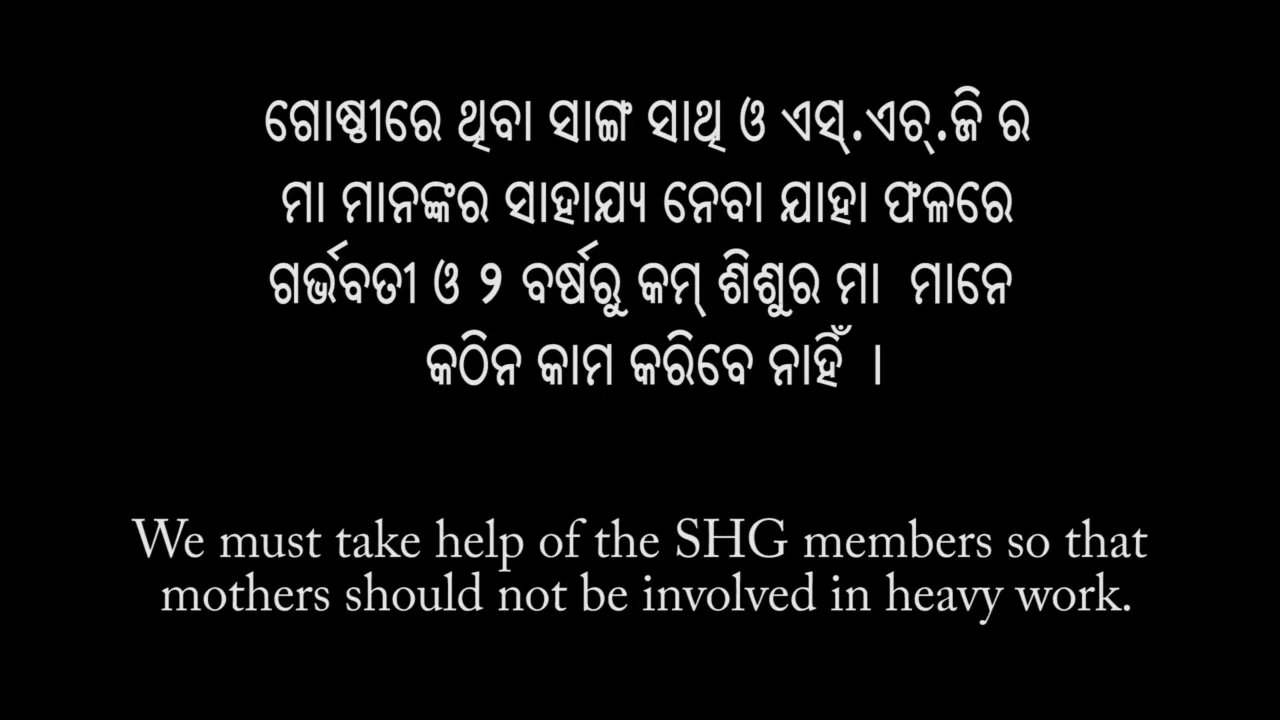 ଗୋଷ୍ଠୀରେ ଥିବା ସାଙ୍ଗ ସାଥି ଓ ଏସ୍.ଏଚ୍.ଜି ର
ମା ମାନଙ୍କର ସାହାଯ୍ୟ ନେବା ଯାହା ଫଳରେ
ଗର୍ଭବତୀ ଓ ୨ ବର୍ଷରୁ କମ୍ ଶିଶୁର ମା ମାନେ
କଠିନ କାମ କରିବେ ନାହିଁ ।
We must take help of the SHG members so that
mothers should not be involved in heavy work.